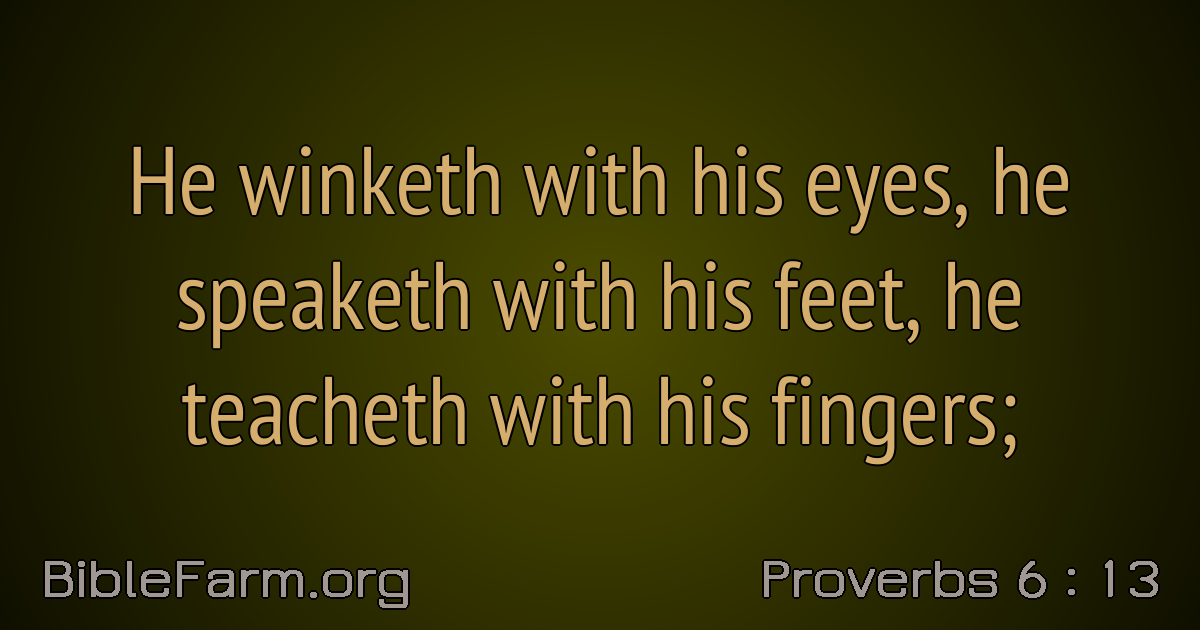 He winketh with his eyes, he
speaketh with his feet, he
teacheth with his fingers;
BibleFarm.org
Proverbs 6 : 13